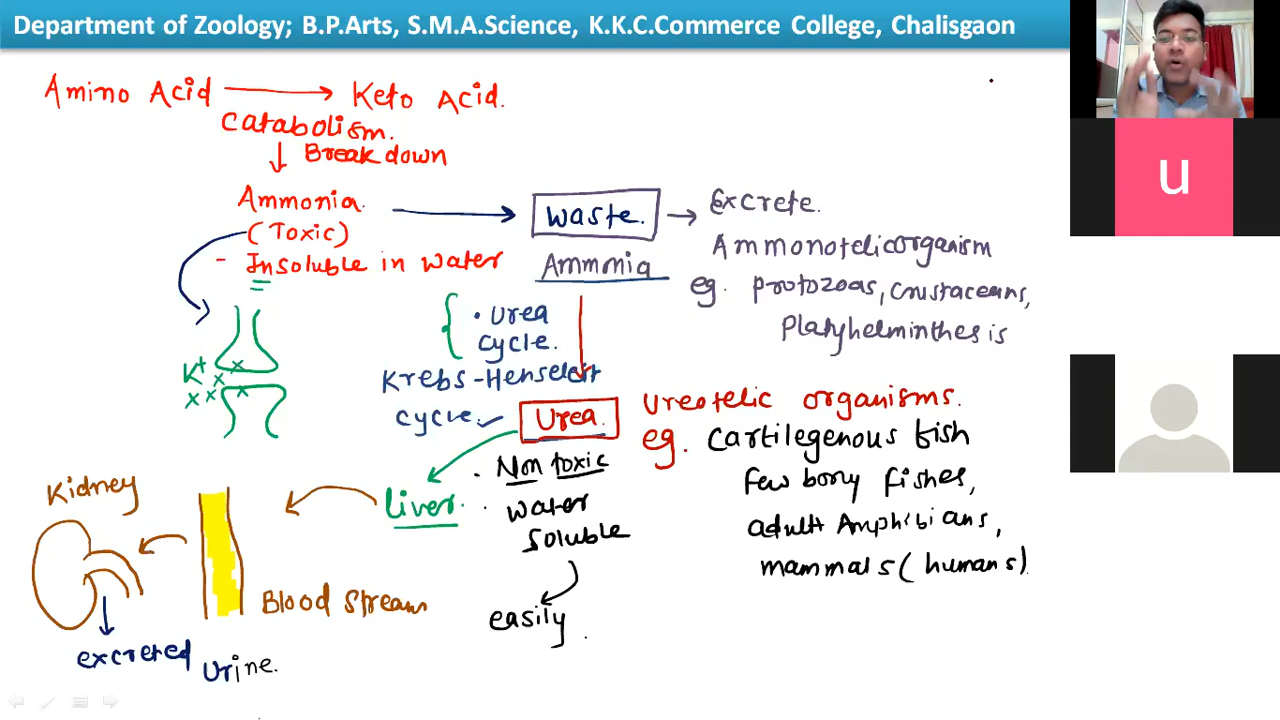 Department of Zoology; B.P.Arts, S.M.A.Science, K.K.C.Commerce College, Chalisgaon
Amino Acid → Keto Acid.
Catabolism.
↓ Break down
Ammonia.
(Toxic)
- Insoluble in water
→ Waste. → Excrete.
Ammonia
Ammonotelic organism
eg. protozoas, crustaceans,
Platyhelminthes is
K+
x x
x x x
• Urea
cycle.
Krebs-Henseleit
cycle.
Urea.
Ureotelic organisms.
eg. Cartilegenous fish
few bony fishes,
adult Amphibians,
mammals (humans)
• Non toxic
• water
soluble
easily
liver.
Blood stream
Kidney
excreted
Urine.
u